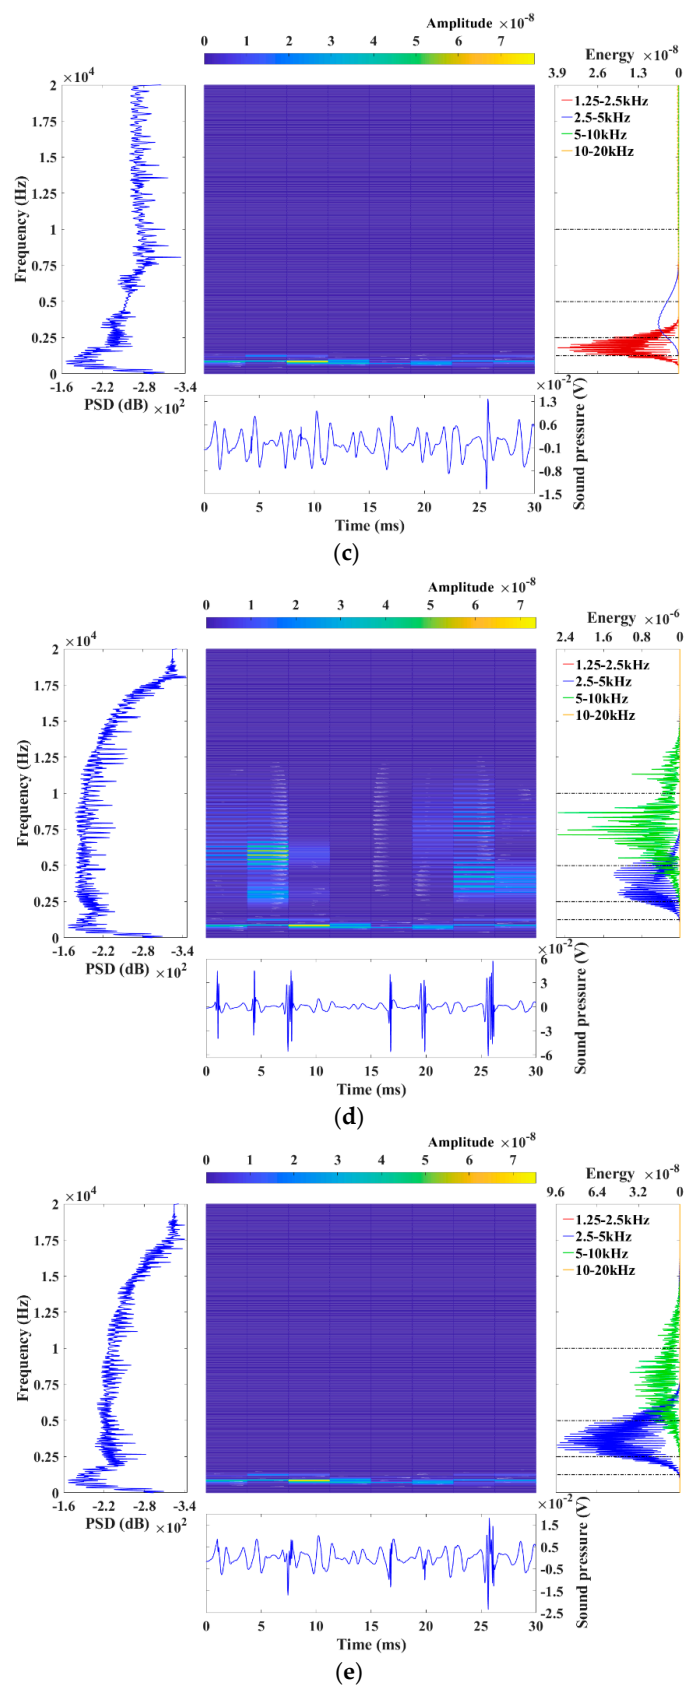 Amplitude ×10⁻⁸
0 1 2 3 4 5 6 7
Energy ×10⁻⁸
3.9 2.6 1.3 0
×10⁴
2
1.75
1.5
1.25
1
0.75
0.5
0.25
0
Frequency (Hz)
-1.6 -2.2 -2.8 -3.4
PSD (dB) ×10²
1.25-2.5kHz
2.5-5kHz
5-10kHz
10-20kHz
×10⁻²
1.3
0.6
-0.1
-0.8
-1.5
Sound pressure (V)
0 5 10 15 20 25 30
Time (ms)
(c)
Amplitude ×10⁻⁸
0 1 2 3 4 5 6 7
Energy ×10⁻⁶
2.4 1.6 0.8 0
×10⁴
2
1.75
1.5
1.25
1
0.75
0.5
0.25
0
Frequency (Hz)
-1.6 -2.2 -2.8 -3.4
PSD (dB) ×10²
1.25-2.5kHz
2.5-5kHz
5-10kHz
10-20kHz
×10⁻²
6
3
0
-3
-6
Sound pressure (V)
0 5 10 15 20 25 30
Time (ms)
(d)
Amplitude ×10⁻⁸
0 1 2 3 4 5 6 7
Energy ×10⁻⁸
9.6 6.4 3.2 0
×10⁴
2
1.75
1.5
1.25
1
0.75
0.5
0.25
0
Frequency (Hz)
-1.6 -2.2 -2.8 -3.4
PSD (dB) ×10²
1.25-2.5kHz
2.5-5kHz
5-10kHz
10-20kHz
×10⁻²
1.5
0.5
-0.5
-1.5
-2.5
Sound pressure (V)
0 5 10 15 20 25 30
Time (ms)
(e)